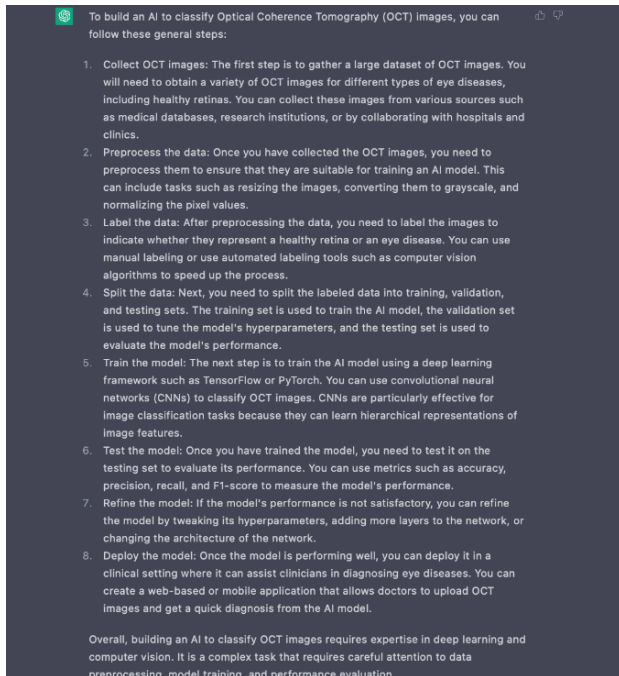 To build an AI to classify Optical Coherence Tomography (OCT) images, you can
follow these general steps:
1. Collect OCT images: The first step is to gather a large dataset of OCT images. You
will need to obtain a variety of OCT images for different types of eye diseases,
including healthy retinas. You can collect these images from various sources such
as medical databases, research institutions, or by collaborating with hospitals and
clinics.
2. Preprocess the data: Once you have collected the OCT images, you need to
preprocess them to ensure that they are suitable for training an AI model. This
can include tasks such as resizing the images, converting them to grayscale, and
normalizing the pixel values.
3. Label the data: After preprocessing the data, you need to label the images to
indicate whether they represent a healthy retina or an eye disease. You can use
manual labeling or use automated labeling tools such as computer vision
algorithms to speed up the process.
4. Split the data: Next, you need to split the labeled data into training, validation,
and testing sets. The training set is used to train the AI model, the validation set
is used to tune the model's hyperparameters, and the testing set is used to
evaluate the model's performance.
5. Train the model: The next step is to train the AI model using a deep learning
framework such as TensorFlow or PyTorch. You can use convolutional neural
networks (CNNs) to classify OCT images. CNNs are particularly effective for
image classification tasks because they can learn hierarchical representations of
image features.
6. Test the model: Once you have trained the model, you need to test it on the
testing set to evaluate its performance. You can use metrics such as accuracy,
precision, recall, and F1-score to measure the model's performance.
7. Refine the model: If the model's performance is not satisfactory, you can refine
the model by tweaking its hyperparameters, adding more layers to the network, or
changing the architecture of the network.
8. Deploy the model: Once the model is performing well, you can deploy it in a
clinical setting where it can assist clinicians in diagnosing eye diseases. You can
create a web-based or mobile application that allows doctors to upload OCT
images and get a quick diagnosis from the AI model.
Overall, building an AI to classify OCT images requires expertise in deep learning and
computer vision. It is a complex task that requires careful attention to data
preprocessing, model training, and performance evaluation.